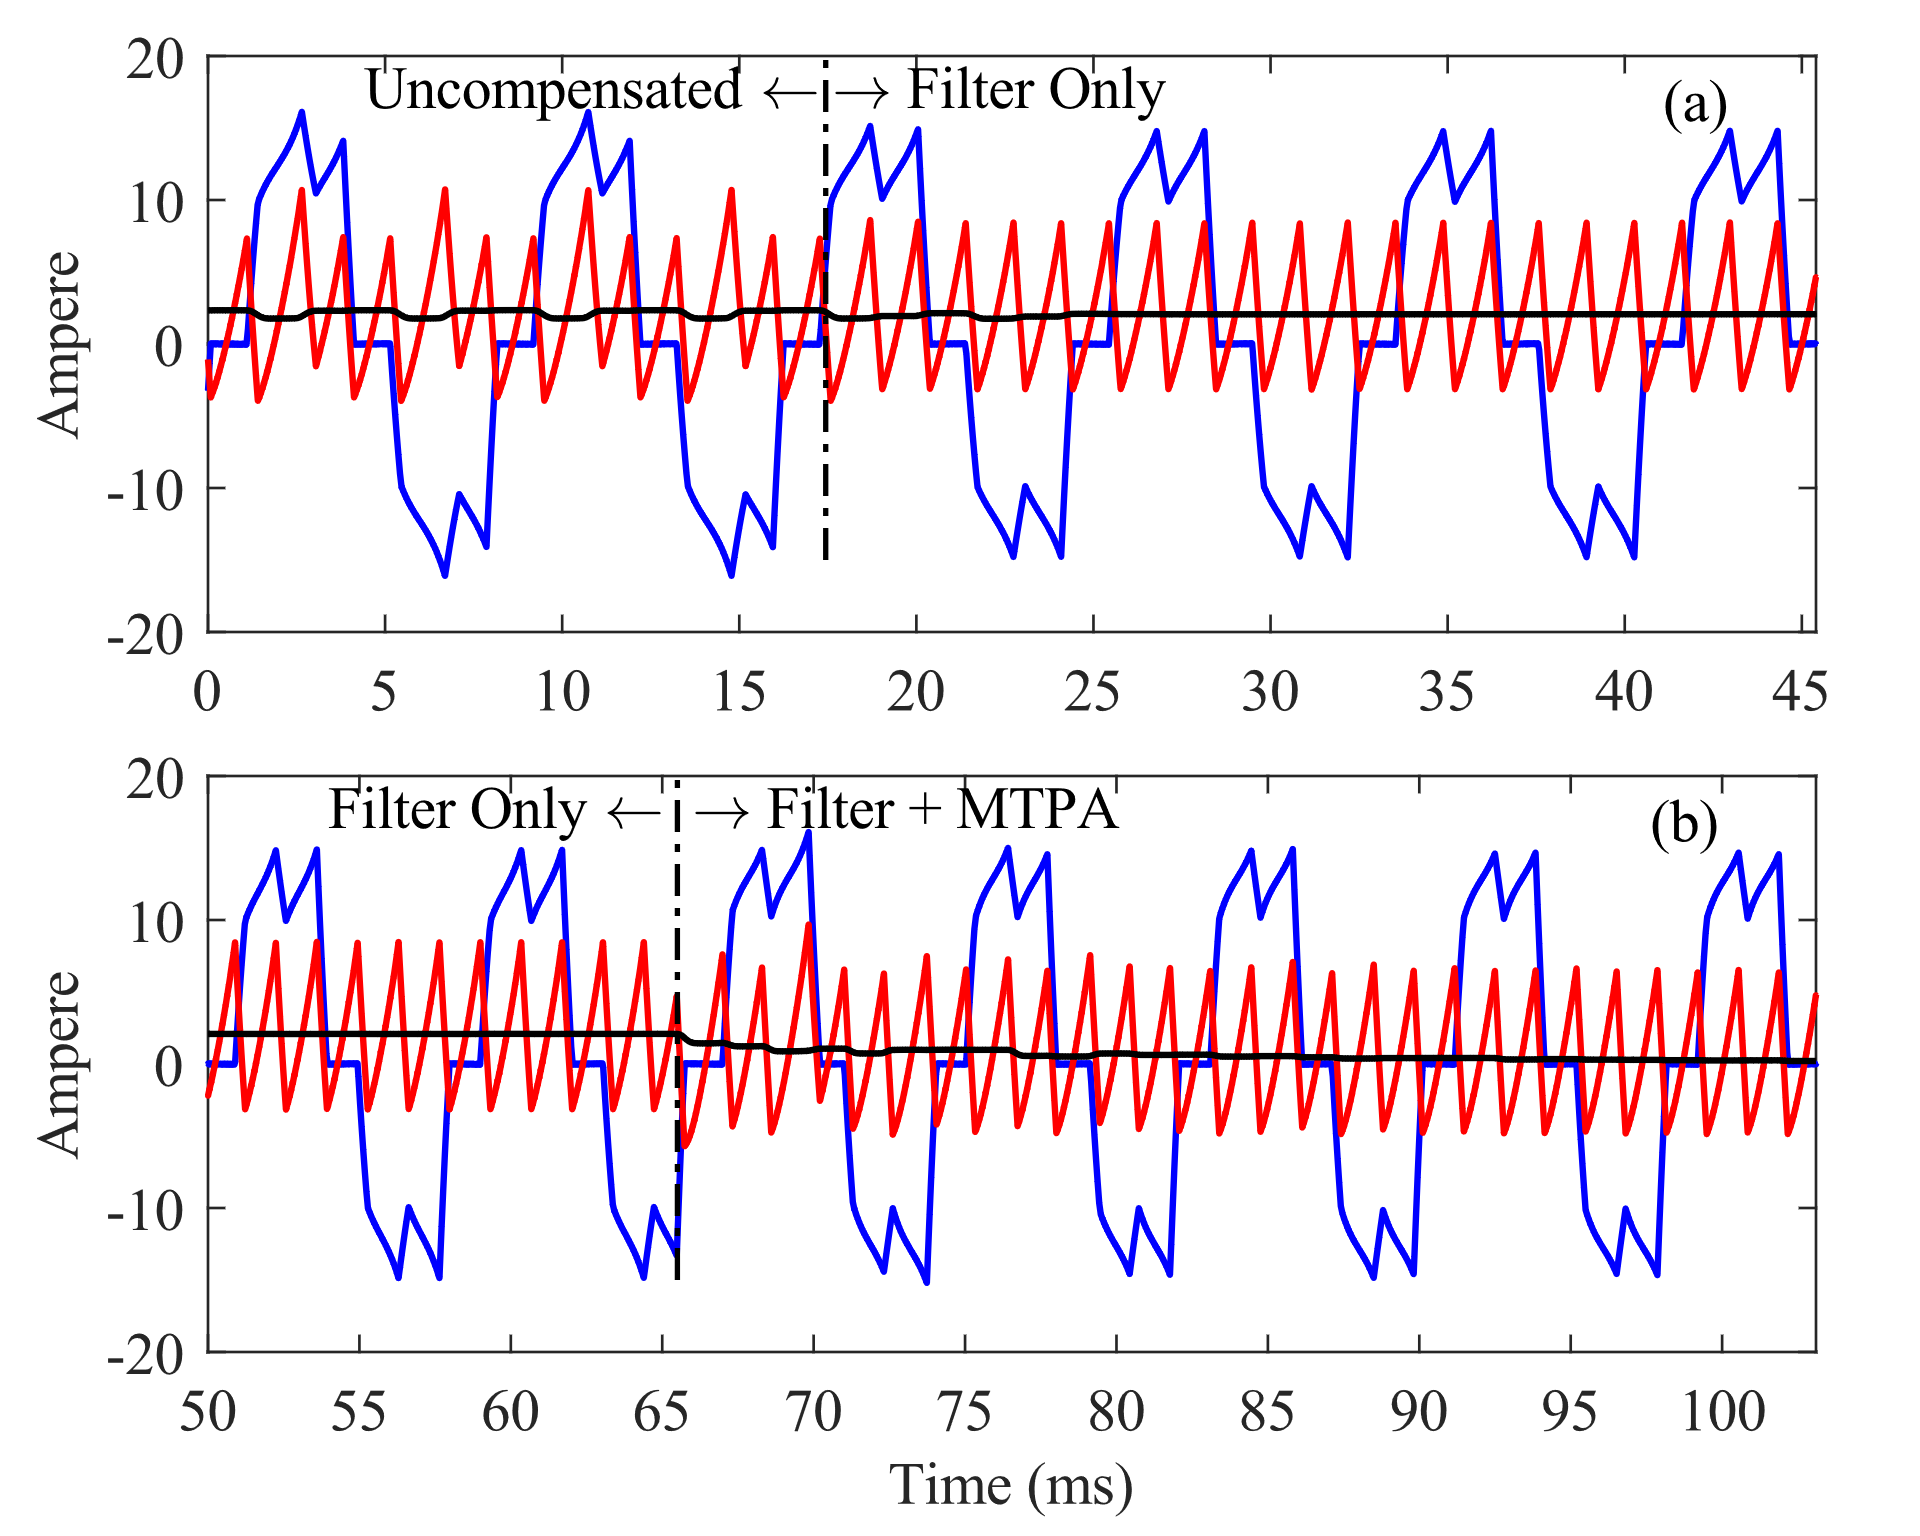 Uncompensated ← → Filter Only
(a)
Ampere
20
10
0
-10
-20
0 5 10 15 20 25 30 35 40 45
Filter Only ← → Filter + MTPA
(b)
Ampere
20
10
0
-10
-20
50 55 60 65 70 75 80 85 90 95 100
Time (ms)